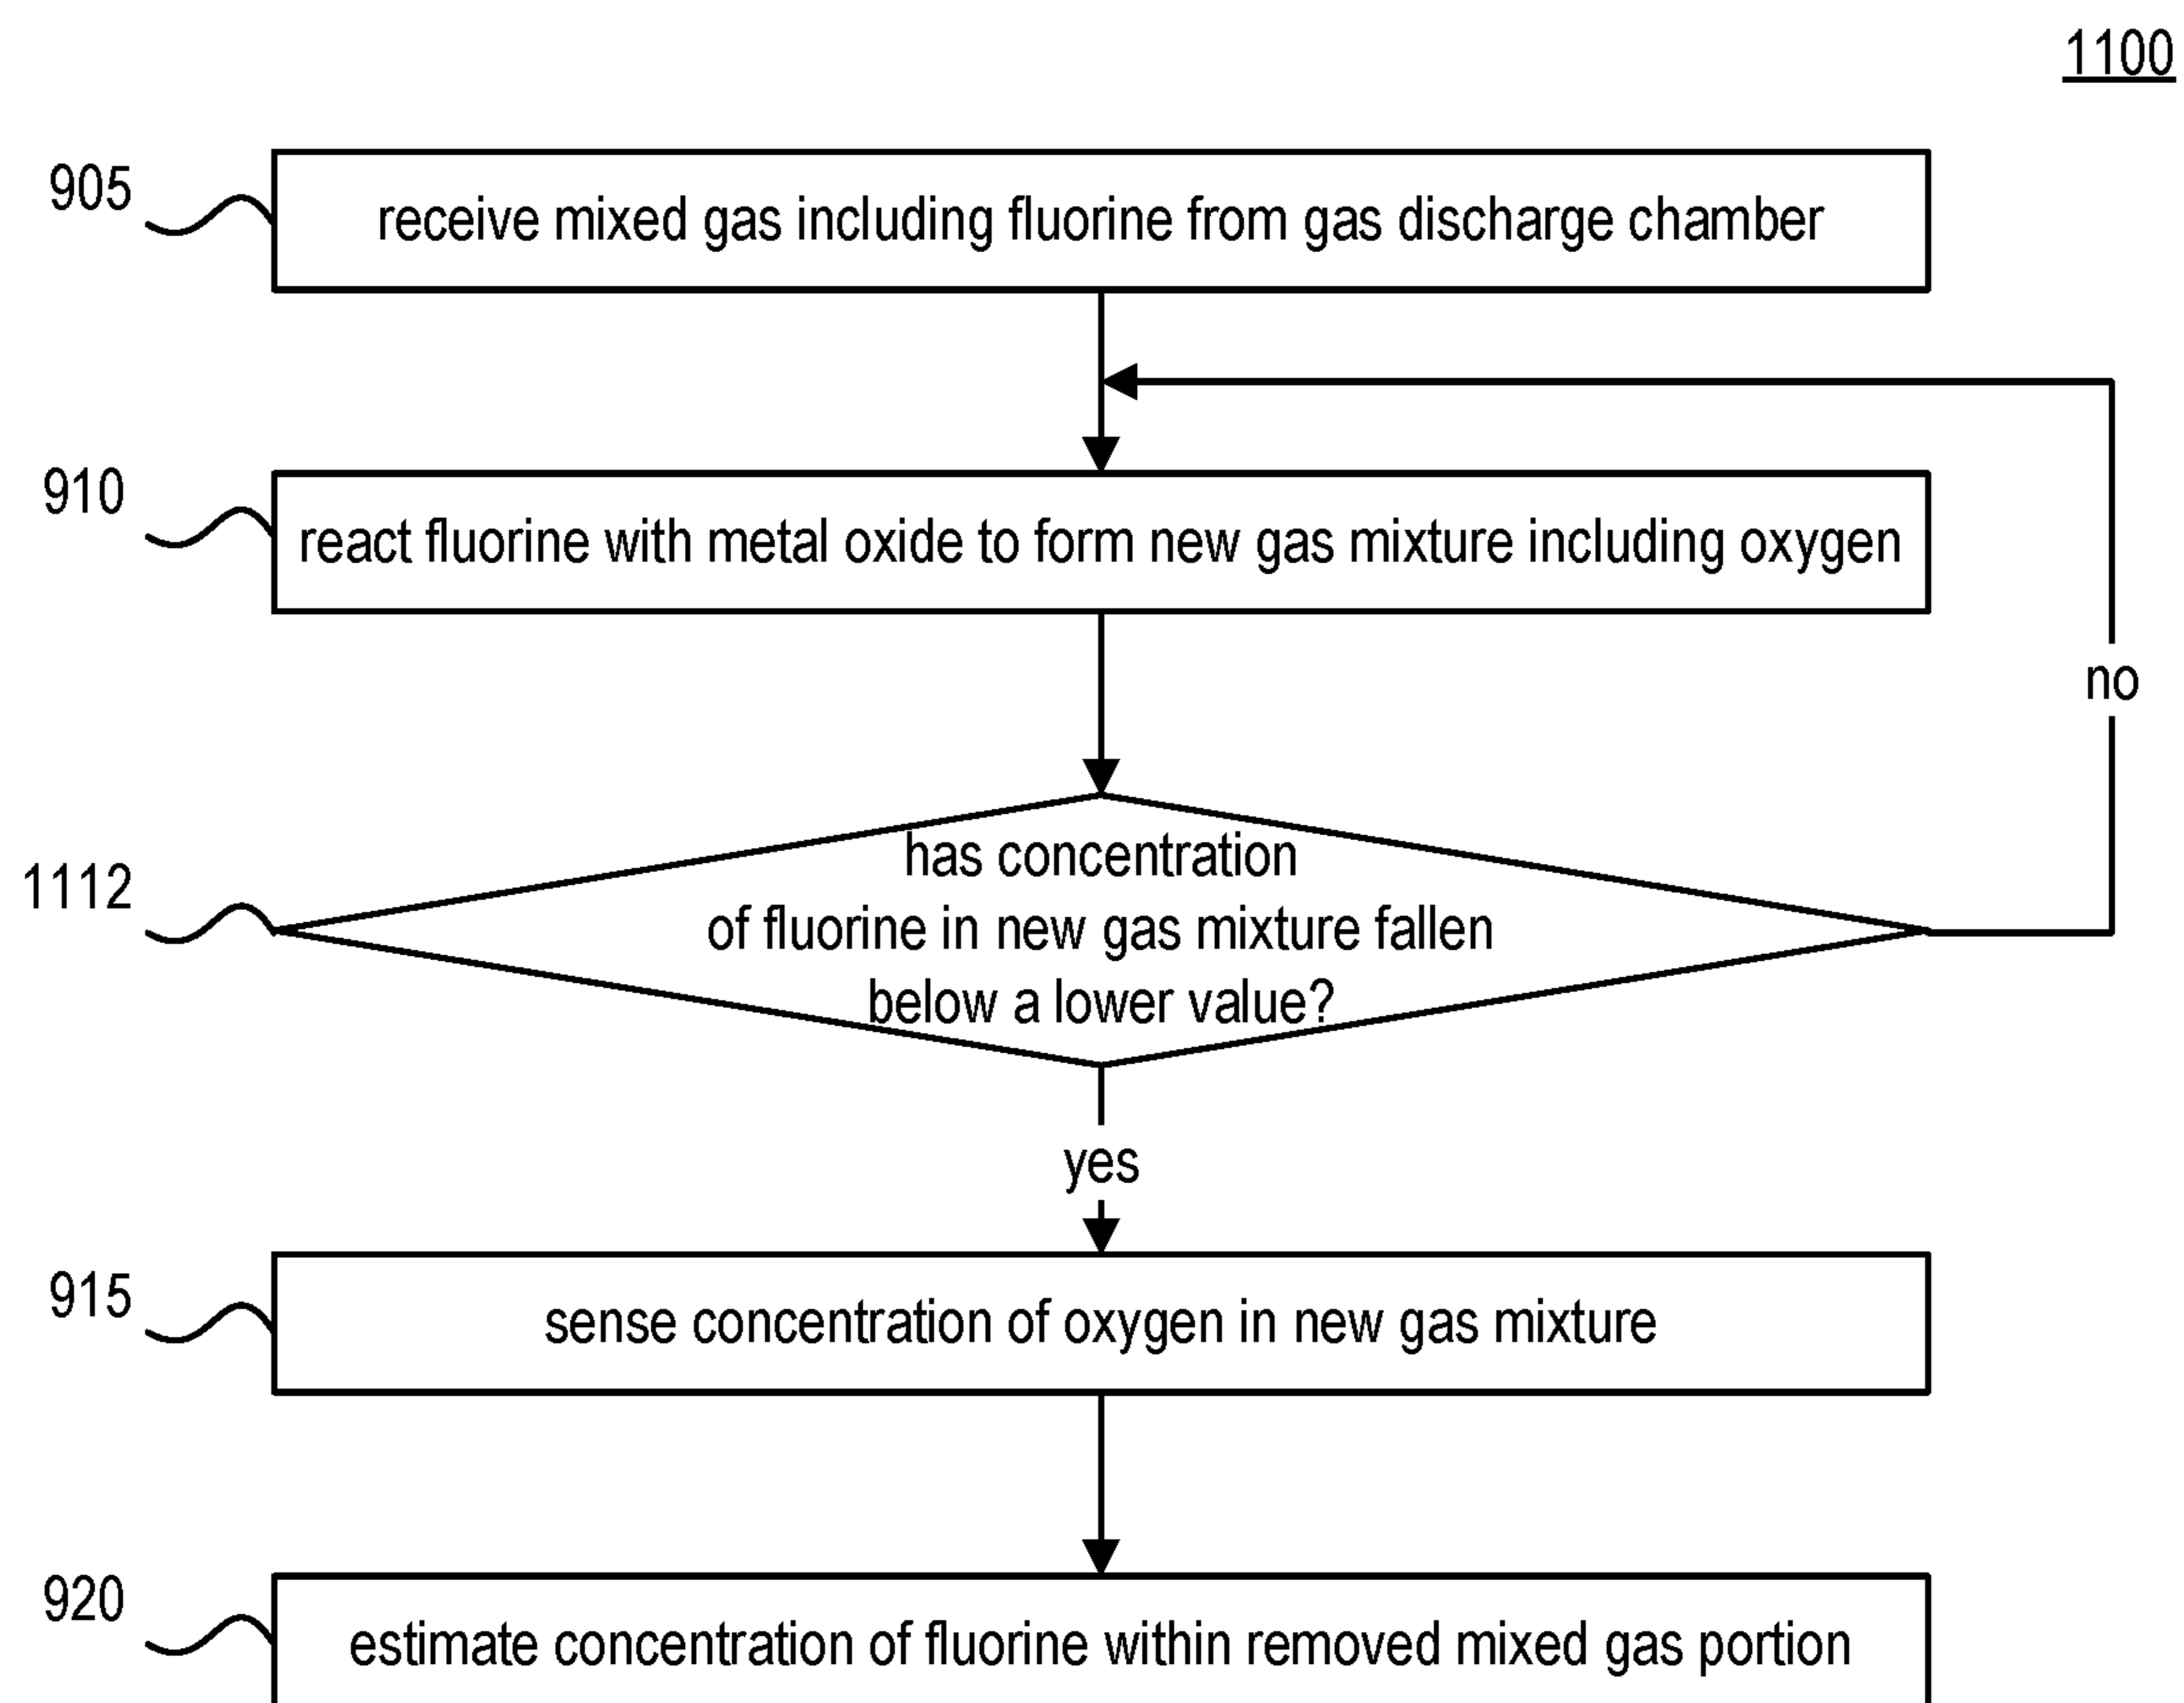 1100
905
receive mixed gas including fluorine from gas discharge chamber
910
react fluorine with metal oxide to form new gas mixture including oxygen
no
1112
has concentration
of fluorine in new gas mixture fallen
below a lower value?
yes
915
sense concentration of oxygen in new gas mixture
920
estimate concentration of fluorine within removed mixed gas portion